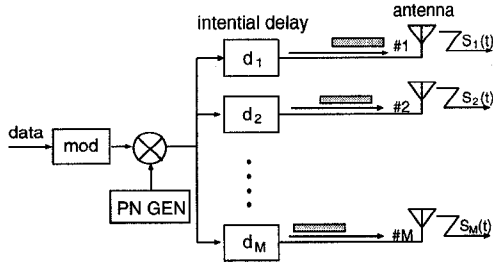 intential delay
antenna
d1
#1
S1(t)
d2
#2
S2(t)
data
mod
PN GEN
dM
#M
SM(t)